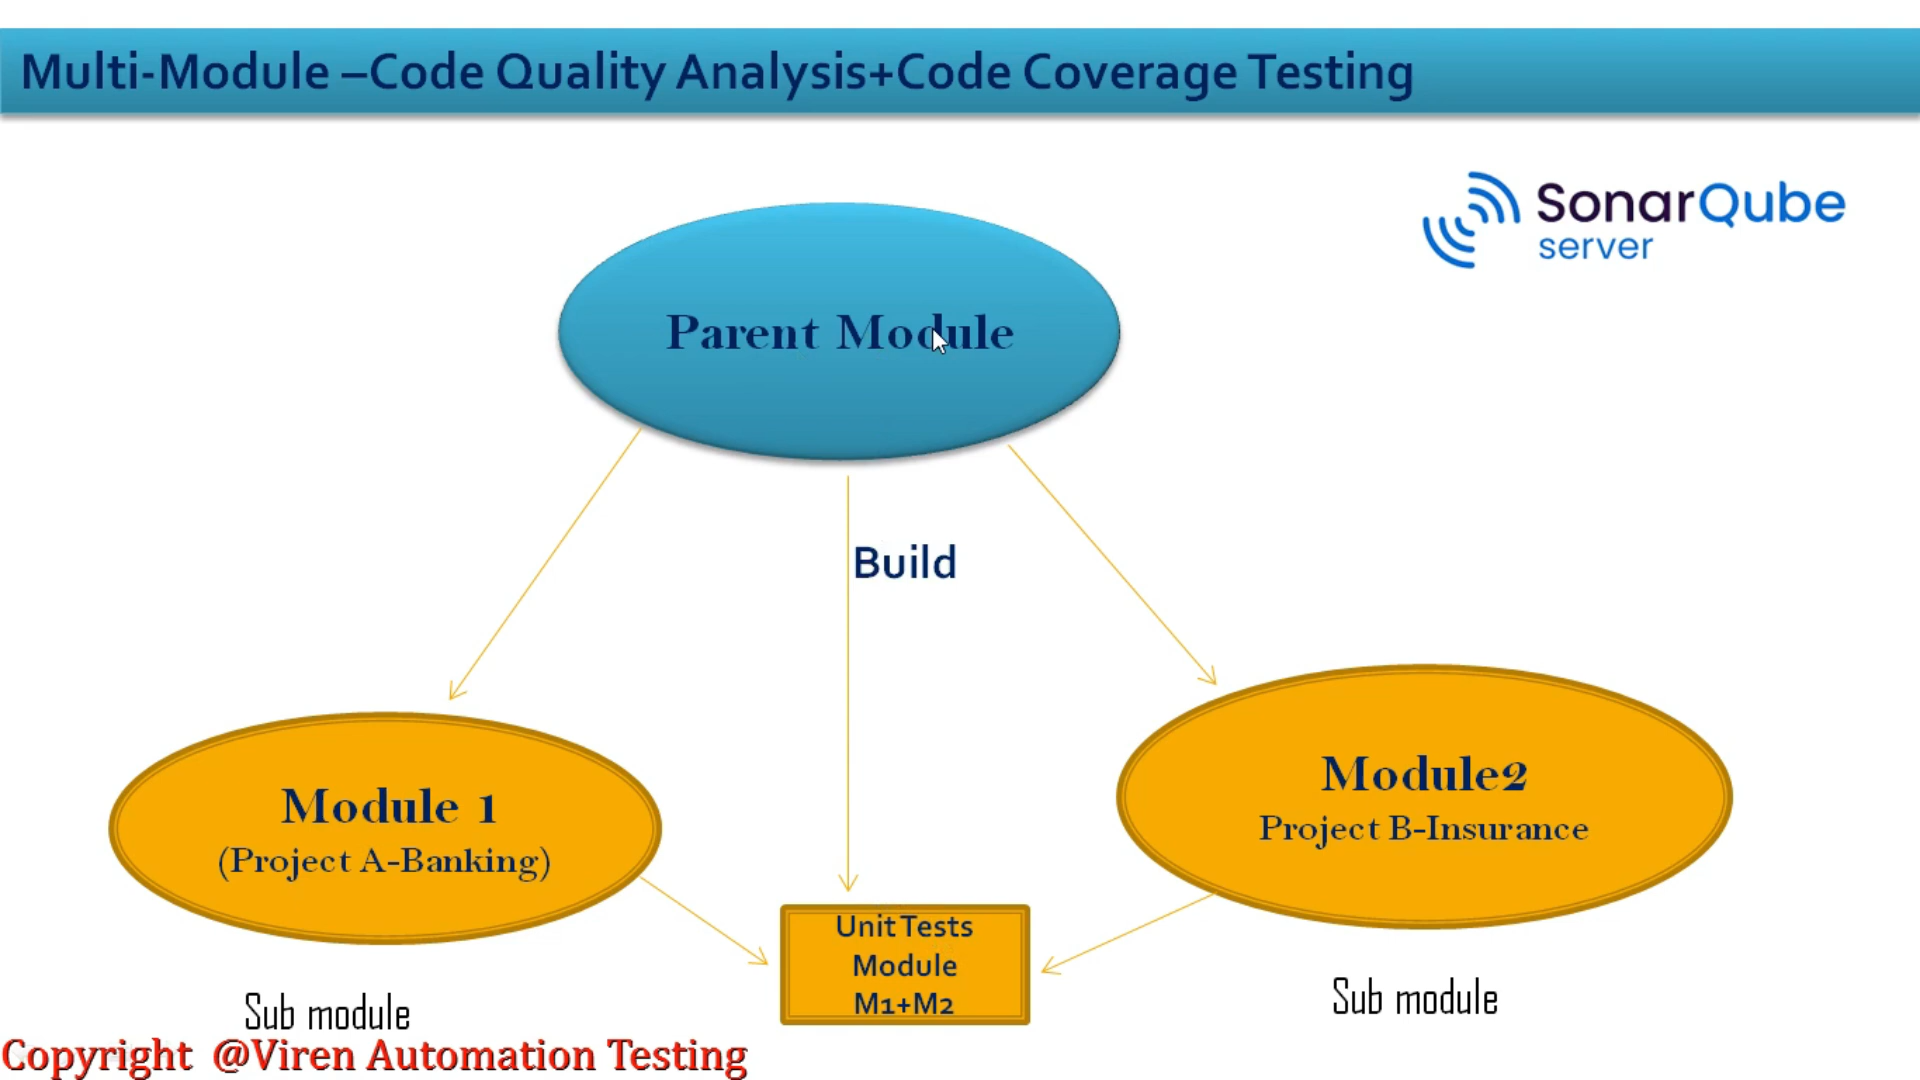 Multi-Module –Code Quality Analysis+Code Coverage Testing
SonarQube
server
Parent Module
Build
Module 1
(Project A-Banking)
Module2
Project B-Insurance
Unit Tests
Module
M1+M2
Sub module
Sub module
Copyright @Viren Automation Testing